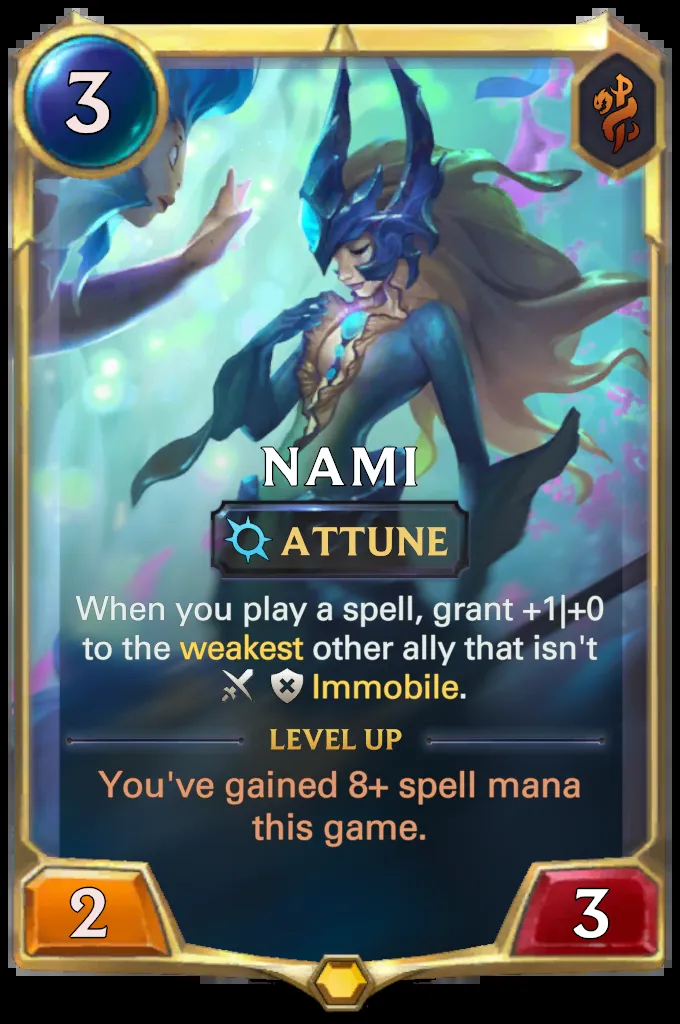 3
NAMI
ATTUNE
When you play a spell, grant +1|+0
to the weakest other ally that isn't
Immobile.
LEVEL UP
You've gained 8+ spell mana
this game.
2
3